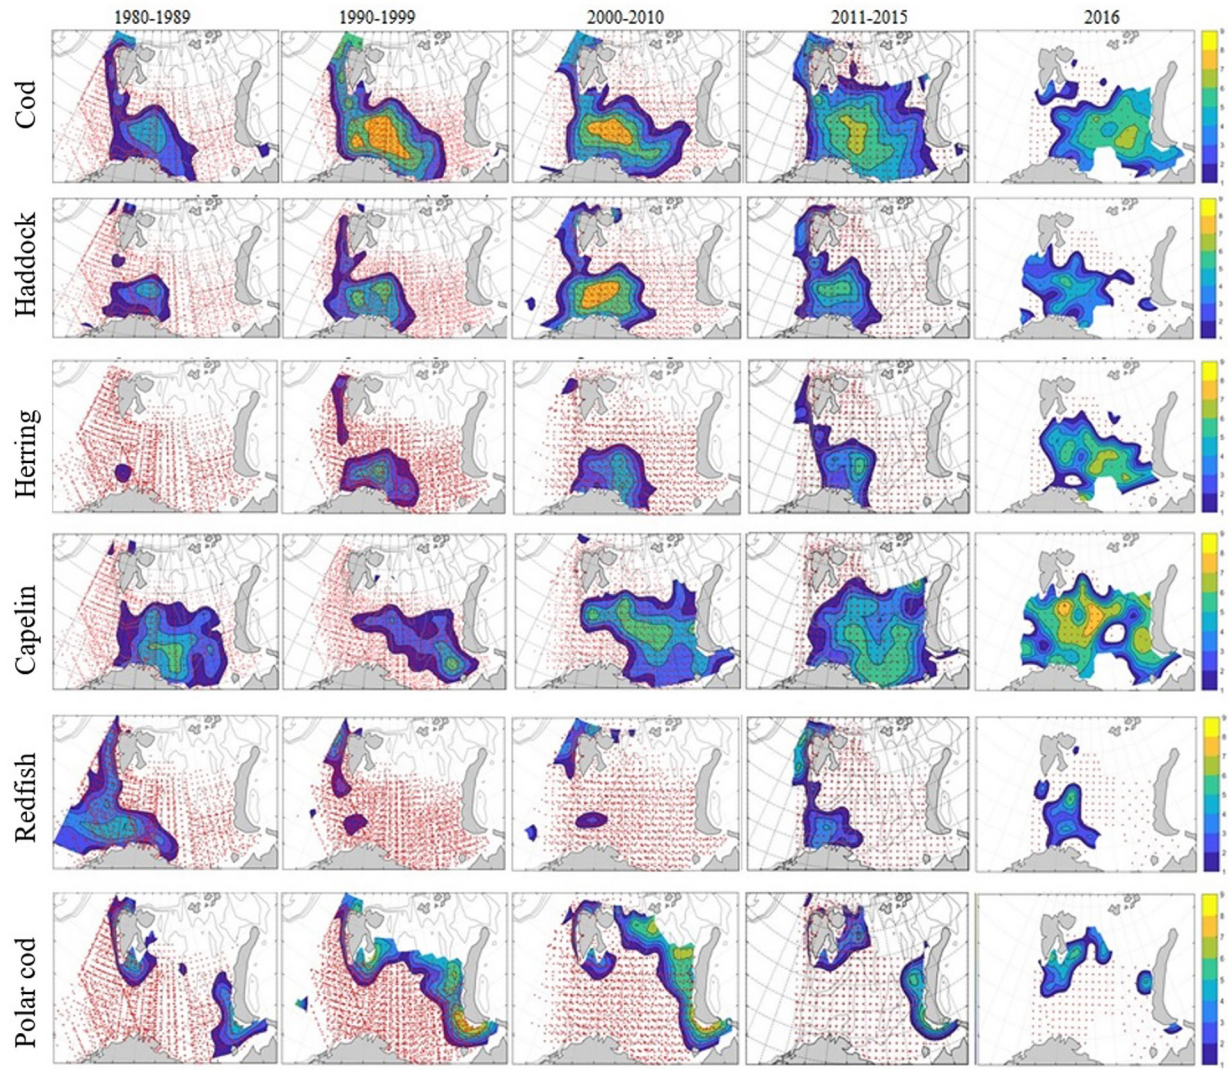 1980-1989 1990-1999 2000-2010 2011-2015 2016
Cod
Haddock
Herring
Capelin
Redfish
Polar cod